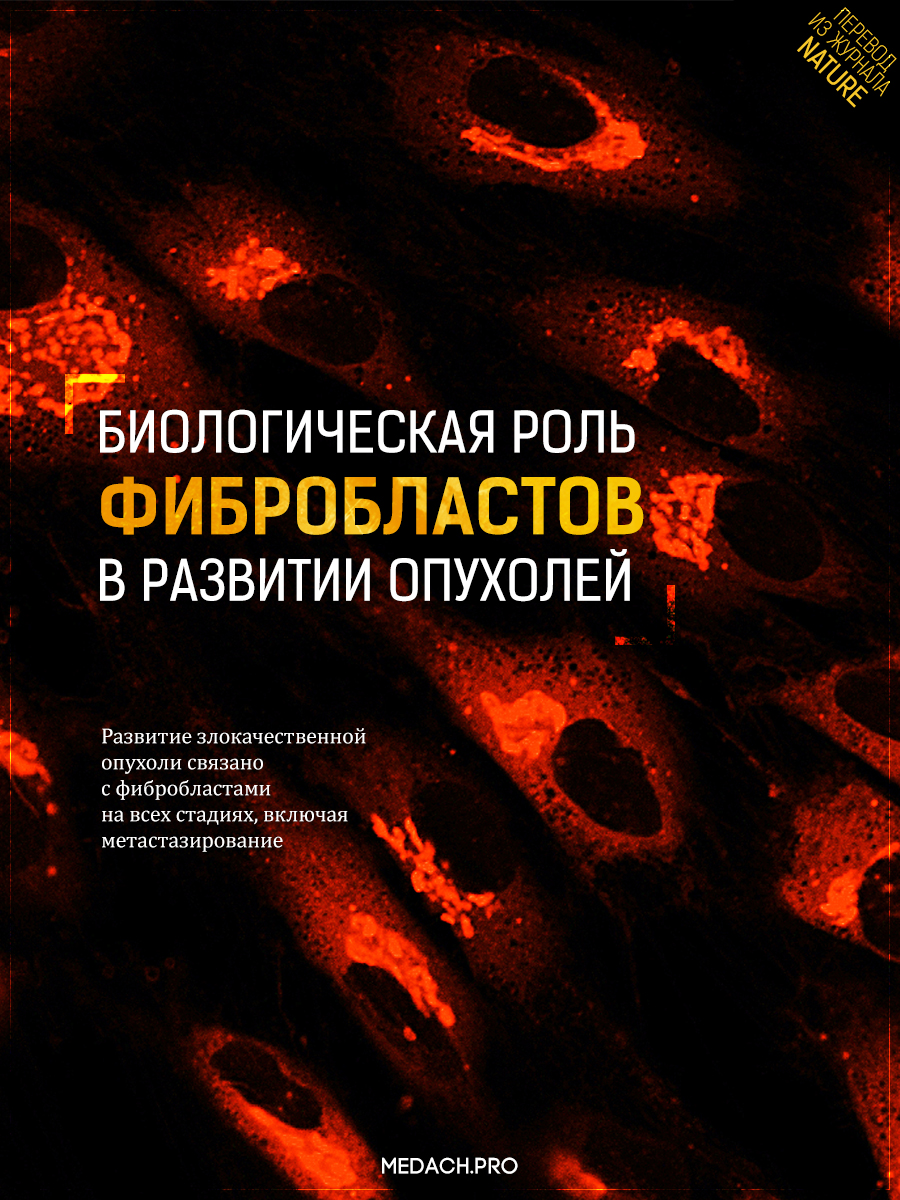 ПЕРЕВОД
ИЗ ЖУРНАЛА
NATURE
БИОЛОГИЧЕСКАЯ РОЛЬ
ФИБРОБЛАСТОВ
В РАЗВИТИИ ОПУХОЛЕЙ
Развитие злокачественной
опухоли связано
с фибробластами
на всех стадиях, включая
метастазирование
MEDACH.PRO